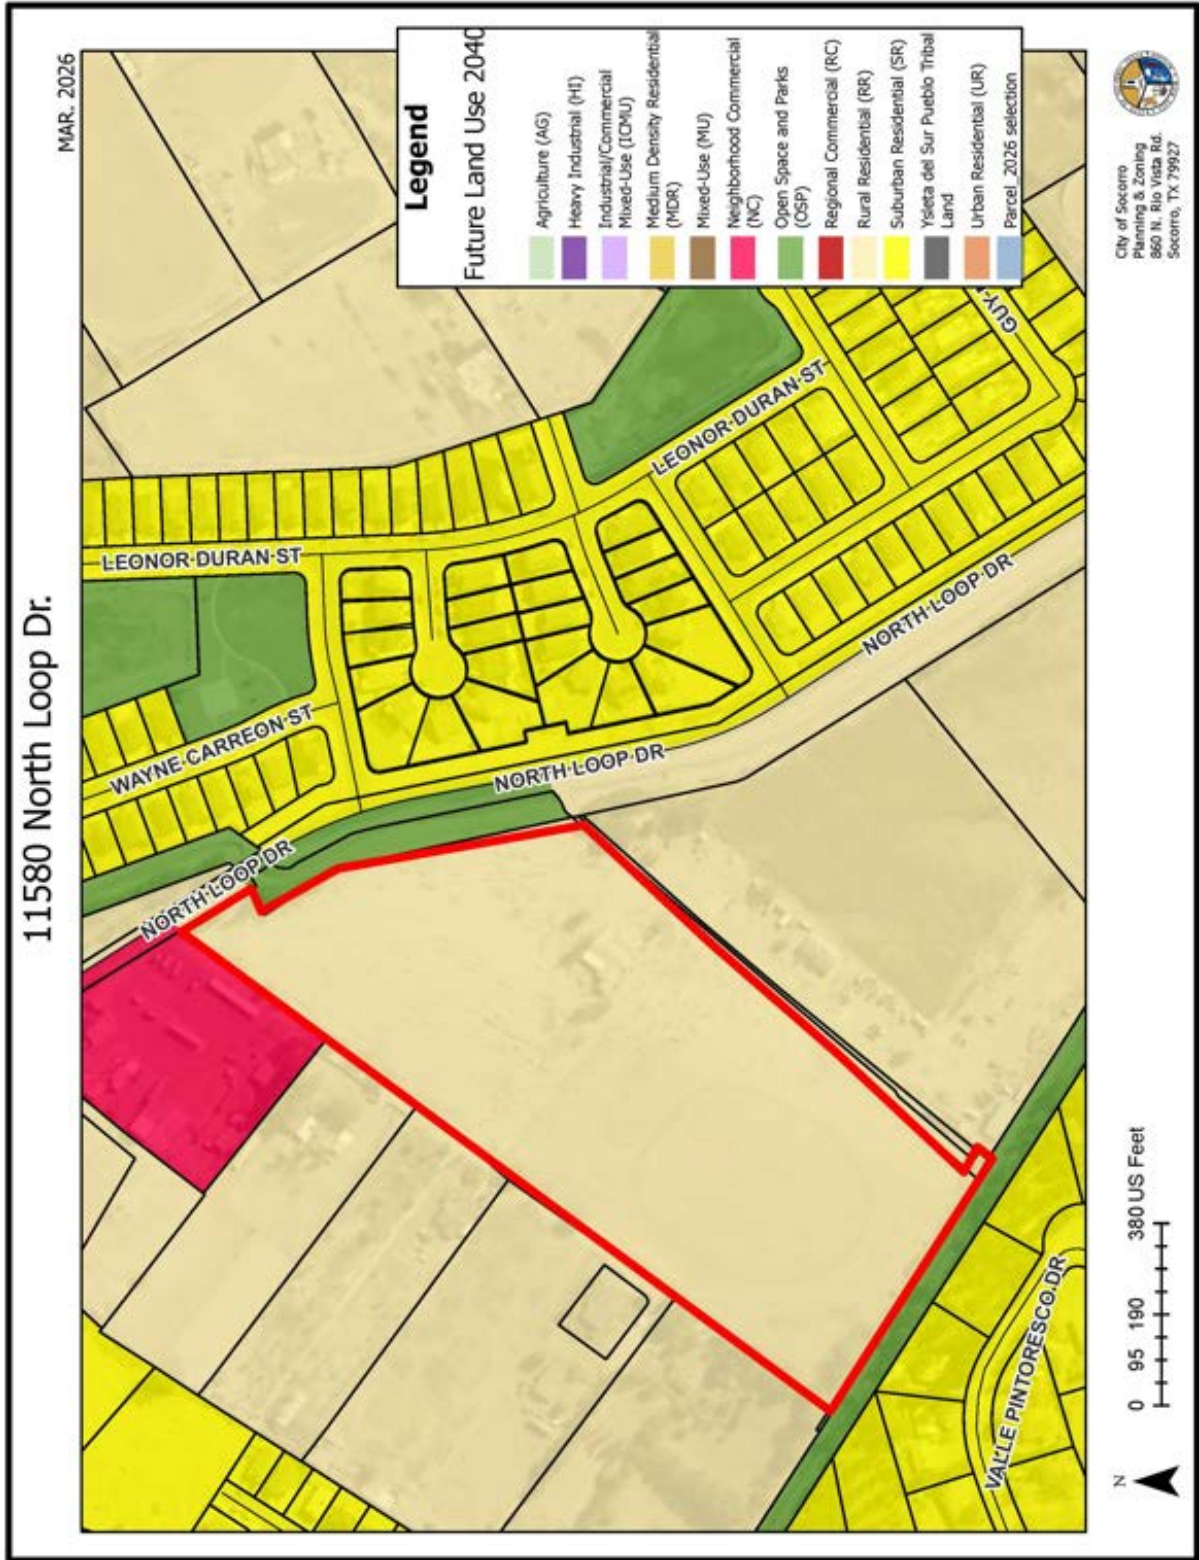 11580 North Loop Dr.
MAR. 2026
Legend
Future Land Use 2040
Agriculture (AG)
Heavy Industrial (HI)
Industrial/Commercial
Mixed-Use (ICMU)
Medium Density Residential
(MDR)
Mixed-Use (MU)
Neighborhood Commercial
(NC)
Open Space and Parks
(OSP)
Regional Commercial (RC)
Rural Residential (RR)
Suburban Residential (SR)
Ysleta del Sur Pueblo Tribal
Land
Urban Residential (UR)
Parcel_2026 selection
LEONOR DURAN ST
WAYNE CARREON ST
NORTH LOOP DR
NORTH LOOP DR
LEONOR DURAN ST
NORTH LOOP DR
GUY
VALLE PINTORESCO DR
N
0 95 190 380 US Feet
City of Socorro
Planning & Zoning
860 N. Rio Vista Rd.
Socorro, TX 79927